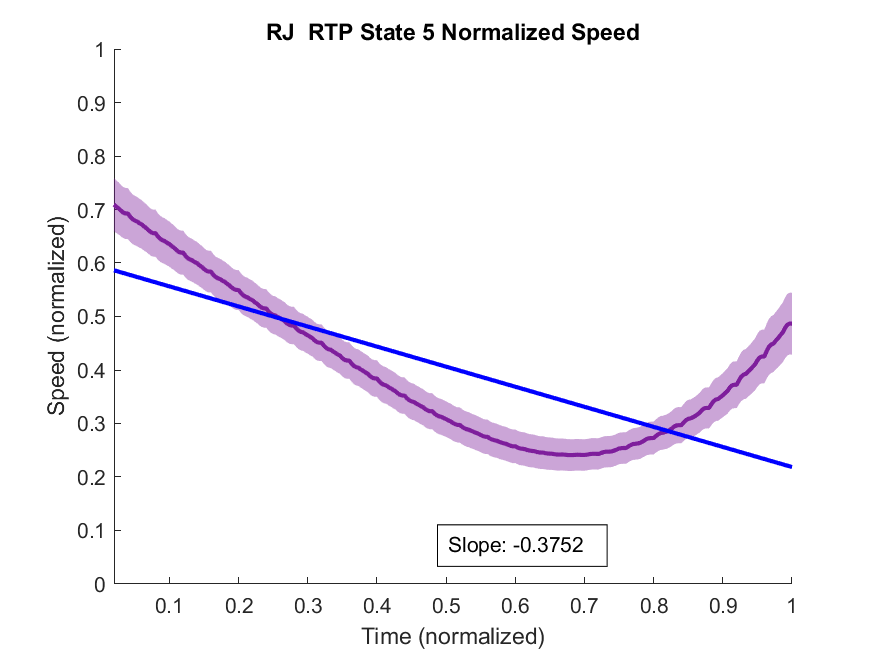 RJ  RTP State 5 Normalized Speed
1
0.9
0.8
0.7
0.6
0.5
0.4
0.3
0.2
0.1
0
Speed (normalized)
Slope: -0.3752
0.1 0.2 0.3 0.4 0.5 0.6 0.7 0.8 0.9 1
Time (normalized)